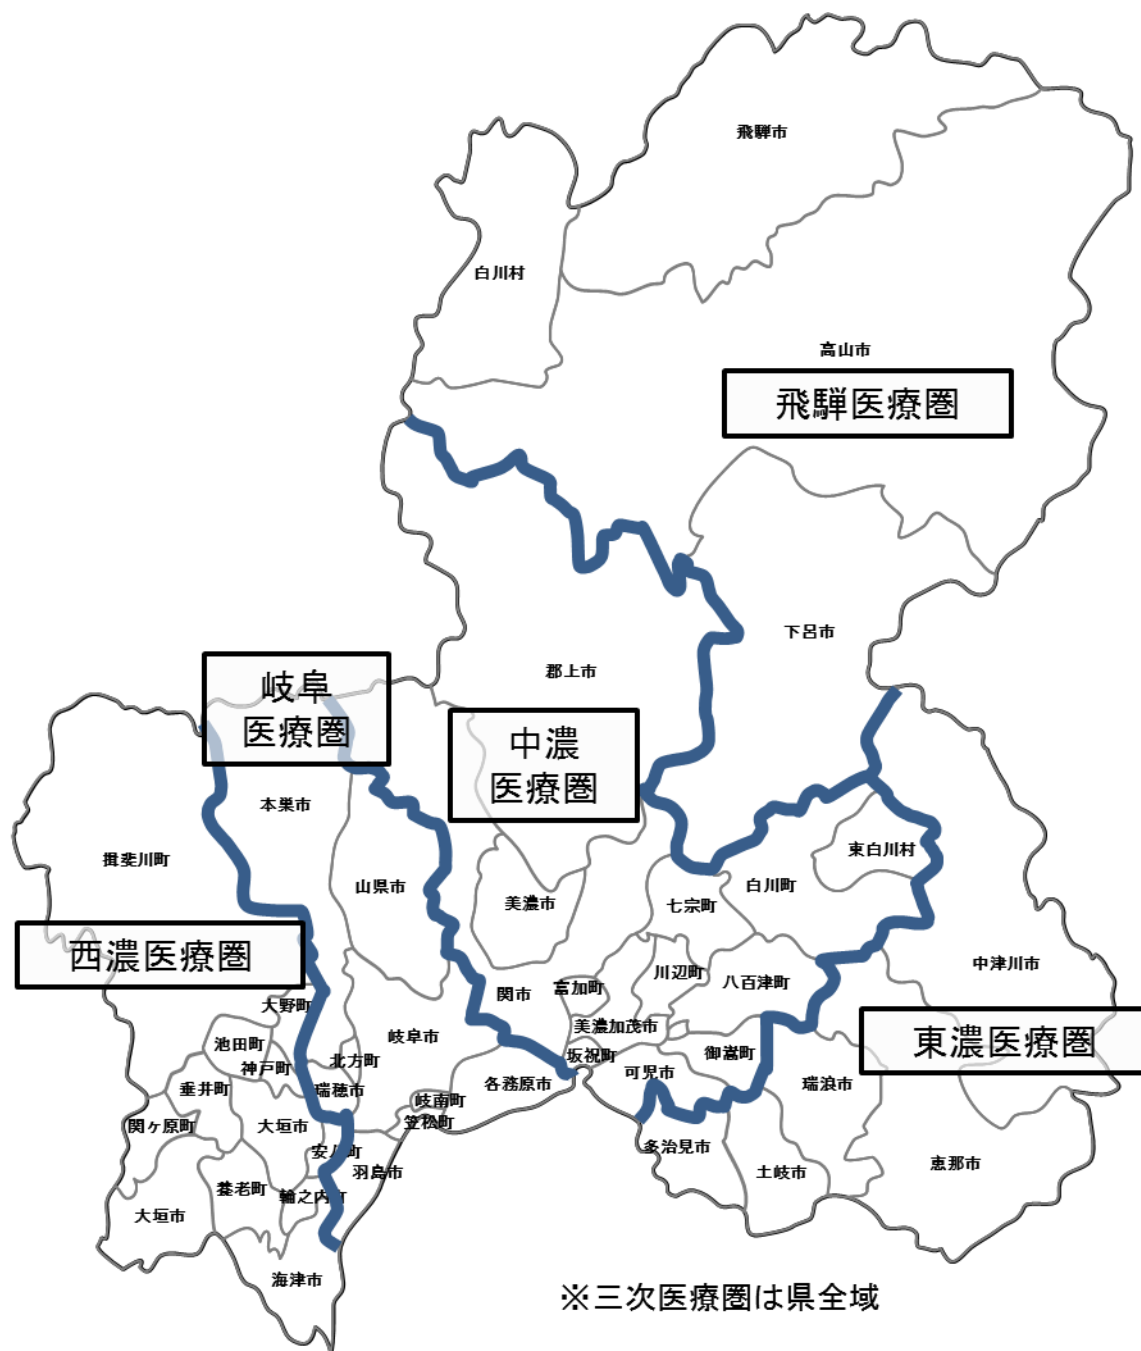 飛騨市
白川村
高山市
飛騨医療圏
下呂市
郡上市
岐阜
医療圏
中濃
医療圏
本巣市
揖斐川町
山県市
東白川村
白川町
美濃市
七宗町
西濃医療圏
川辺町
中津川市
八百津町
富加町
関市
大野町
美濃加茂市
岐阜市
東濃医療圏
池田町
御嵩町
北方町
坂祝町
神戸町
可児市
各務原市
瑞浪市
垂井町
瑞穂市
岐南町
笠松町
関ヶ原町
大垣市
安八町
多治見市
恵那市
羽島市
土岐市
養老町
輪之内町
大垣市
海津市
※三次医療圏は県全域